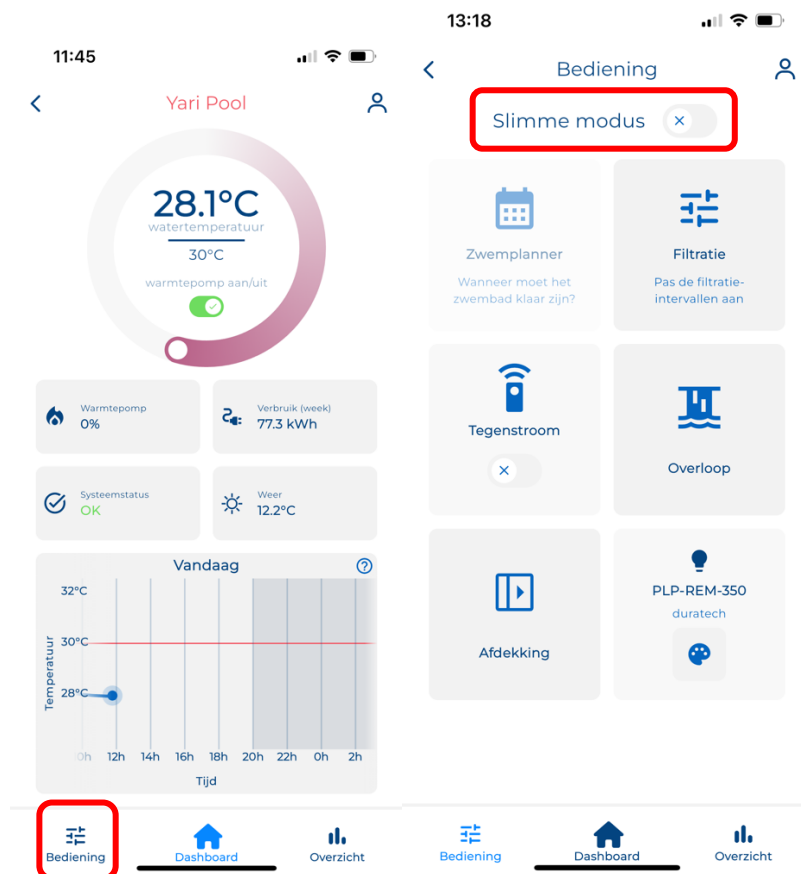 11:45
Yari Pool
28.1°C
watertemperatuur
30°C
warmtepomp aan/uit
Warmtepomp
0%
Verbruik (week)
77.3 kWh
Systeemstatus
OK
Weer
12.2°C
Vandaag
32°C
30°C
28°C
Temperatuur
0h 12h 14h 16h 18h 20h 22h 0h 2h
Tijd
Bediening
Dashboard
Overzicht
13:18
Bediening
Slimme modus
Zwemplanner
Wanneer moet het
zwembad klaar zijn?
Filtratie
Pas de filtratie-
intervallen aan
Tegenstroom
Overloop
Afdekking
PLP-REM-350
duratech
Bediening
Dashboard
Overzicht